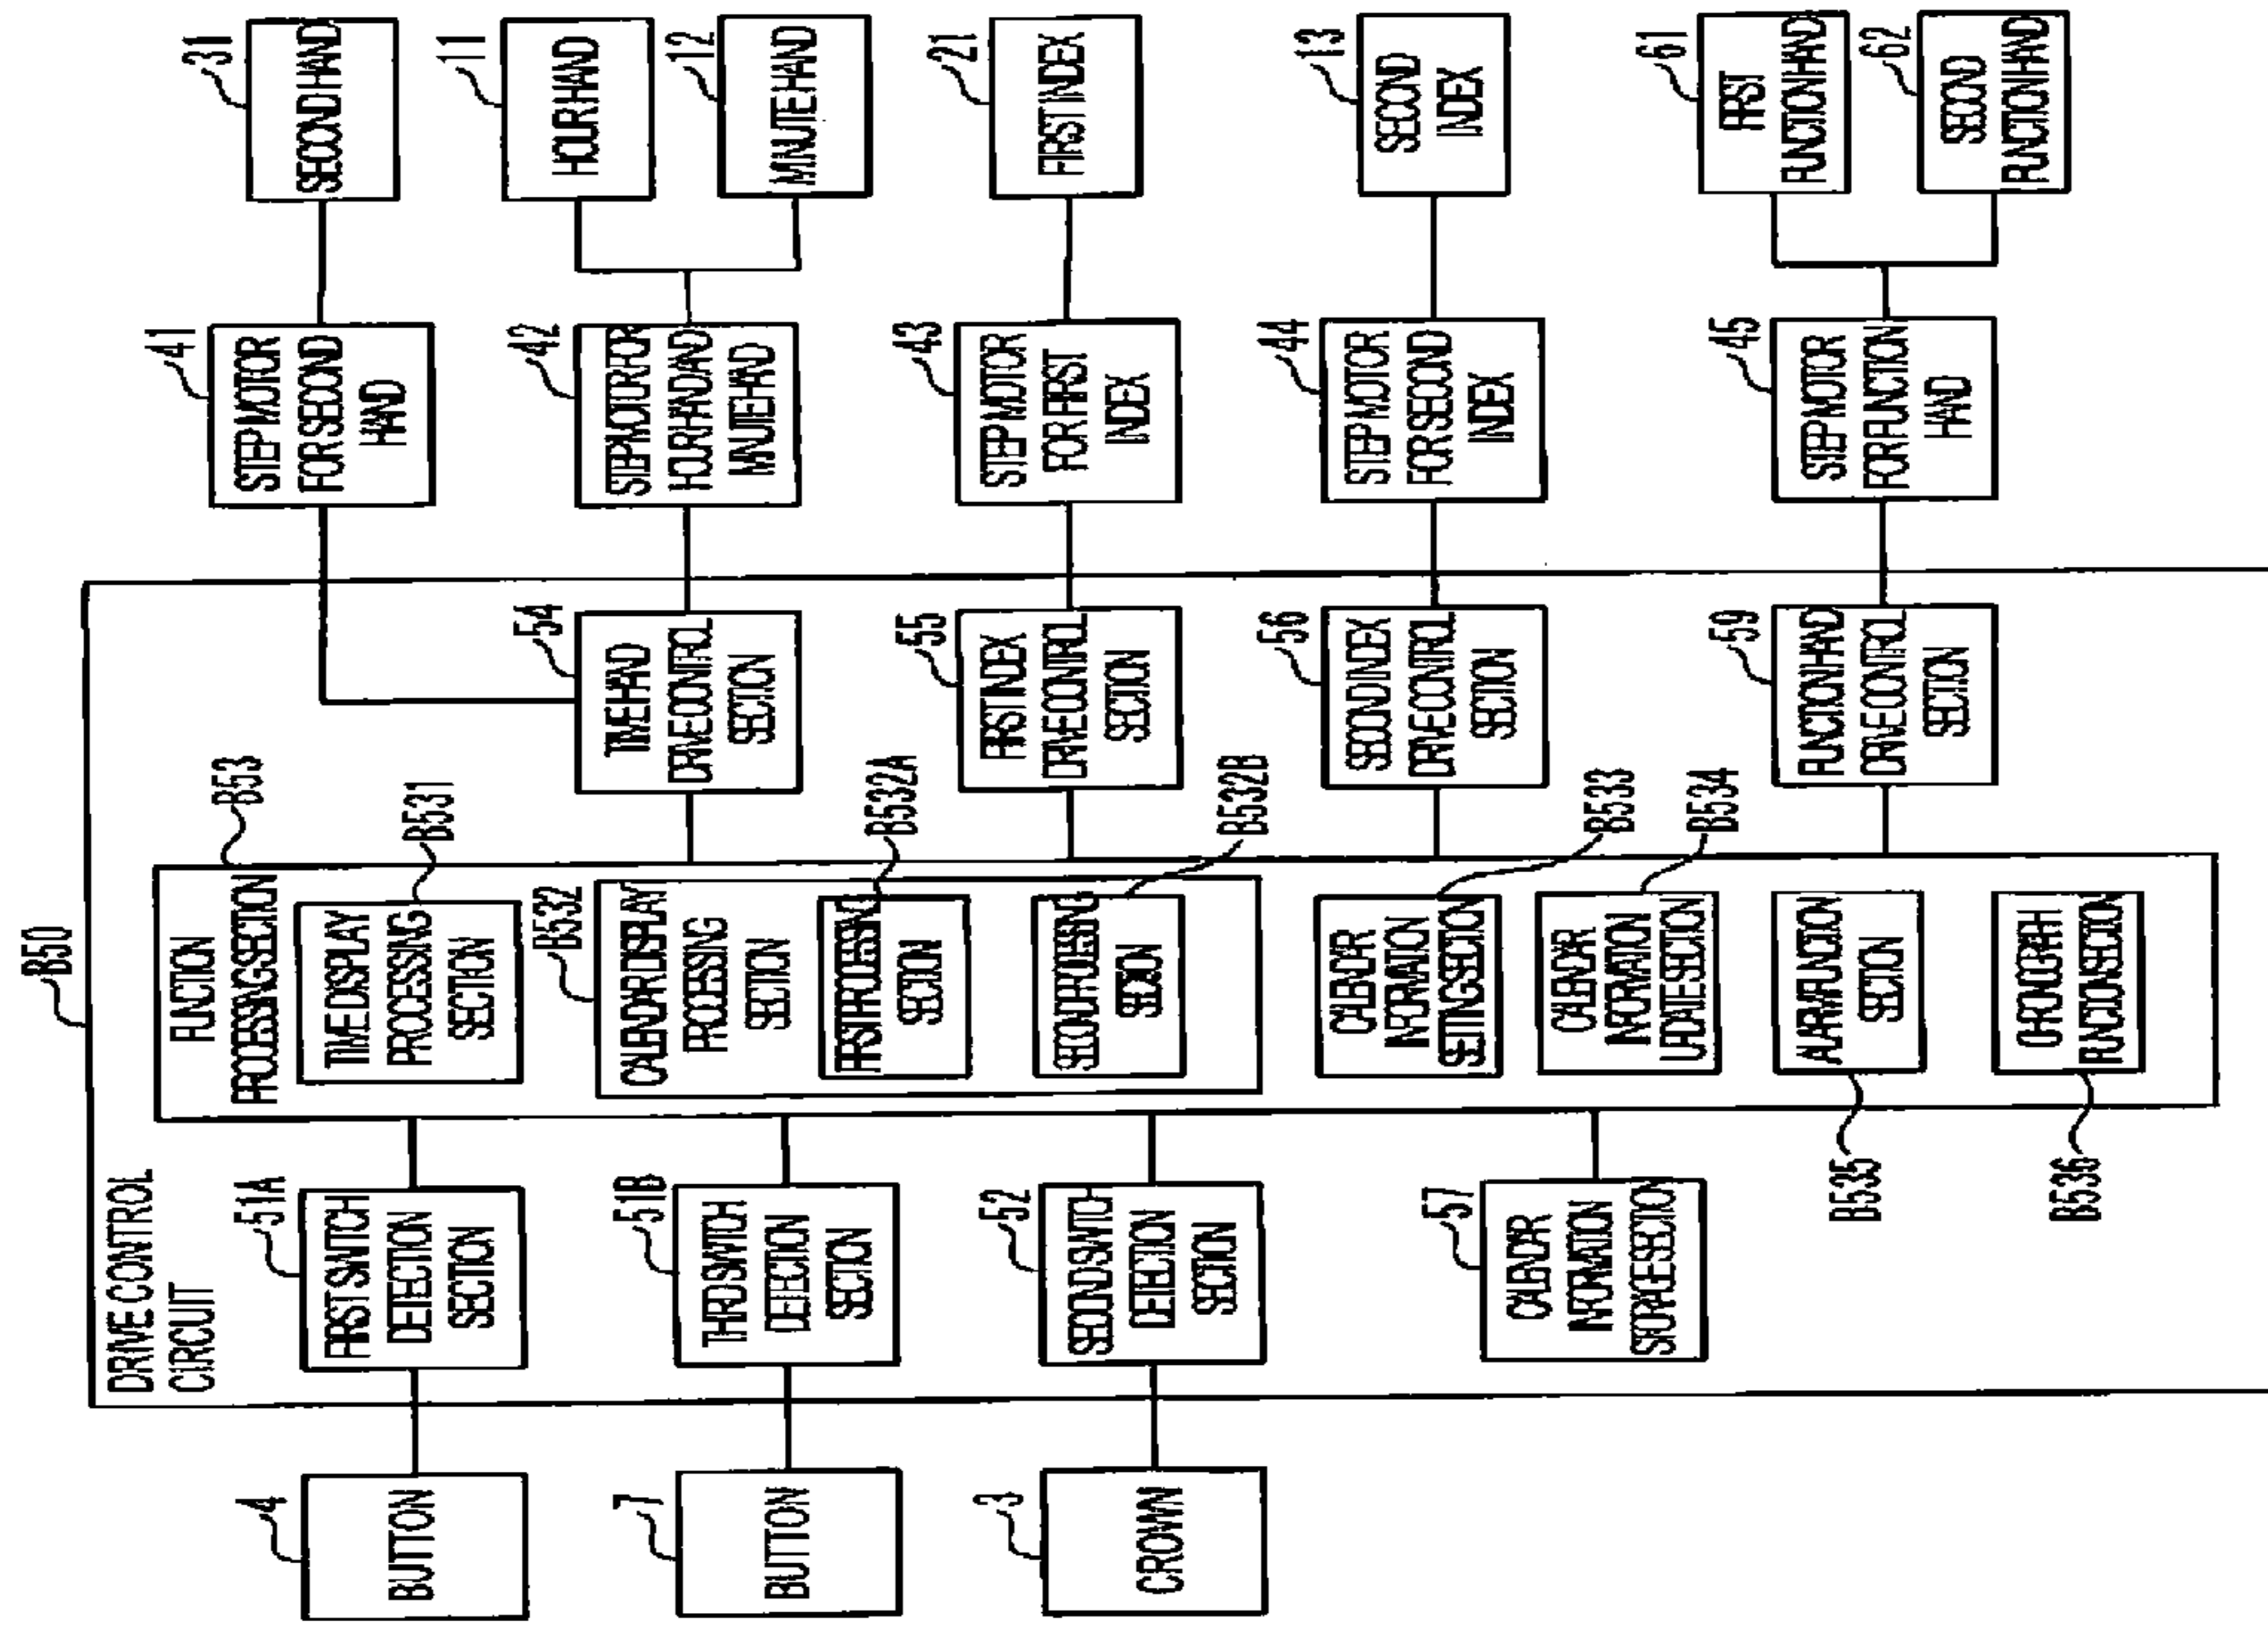 B50
DRIVE CONTROL
CIRCUIT
4
BUTTON
51A
FIRST SWITCH
DETECTION
SECTION
7
BUTTON
51B
THIRD SWITCH
DETECTION
SECTION
3
CROWN
52
SECOND SWITCH
DETECTION
SECTION
57
CALENDAR
INFORMATION
STORAGE SECTION
B53
FUNCTION
PROCESSING SECTION
B531
TIME DISPLAY
PROCESSING
SECTION
B532
CALENDAR DISPLAY
PROCESSING
SECTION
B532A
FIRST PROCESSING
SECTION
B532B
SECOND PROCESSING
SECTION
B533
CALENDAR
INFORMATION
SETTING SECTION
B534
CALENDAR
INFORMATION
UPDATE SECTION
B535
ALARM FUNCTION
SECTION
B536
CHRONOGRAPH
FUNCTION SECTION
54
TIME HAND
DRIVE CONTROL
SECTION
55
FIRST INDEX
DRIVE CONTROL
SECTION
56
SECOND INDEX
DRIVE CONTROL
SECTION
59
FUNCTION HAND
DRIVE CONTROL
SECTION
41
STEP MOTOR
FOR SECOND
HAND
42
STEP MOTOR FOR
HOUR HAND AND
MINUTE HAND
43
STEP MOTOR
FOR FIRST
INDEX
44
STEP MOTOR
FOR SECOND
INDEX
45
STEP MOTOR
FOR FUNCTION
HAND
31
SECOND HAND
11
HOUR HAND
12
MINUTE HAND
21
FIRST INDEX
13
SECOND
INDEX
61
FIRST
FUNCTION HAND
62
SECOND
FUNCTION HAND